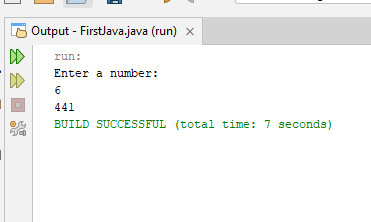 Output - FirstJava.java (run)
run:
Enter a number:
6
441
BUILD SUCCESSFUL (total time: 7 seconds)